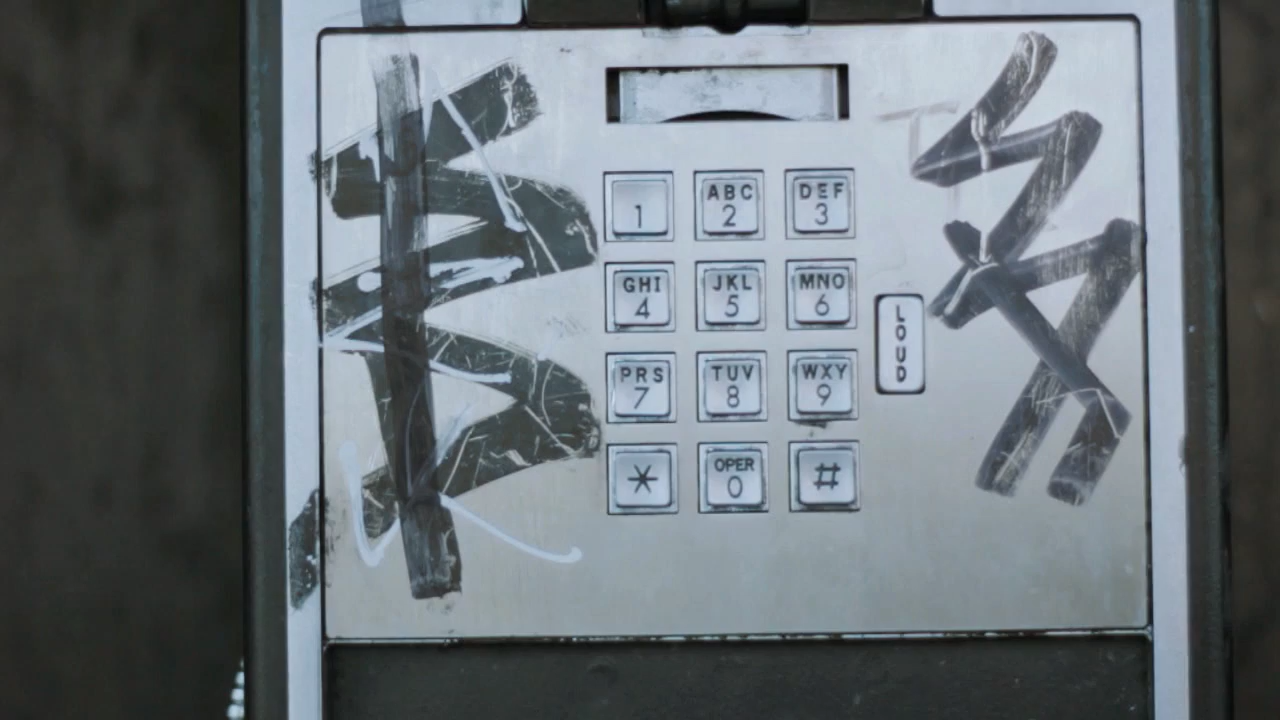 1 ABC 2 DEF 3
GHI 4 JKL 5 MNO 6
PRS 7 TUV 8 WXY 9
* OPER 0 #
LOUD